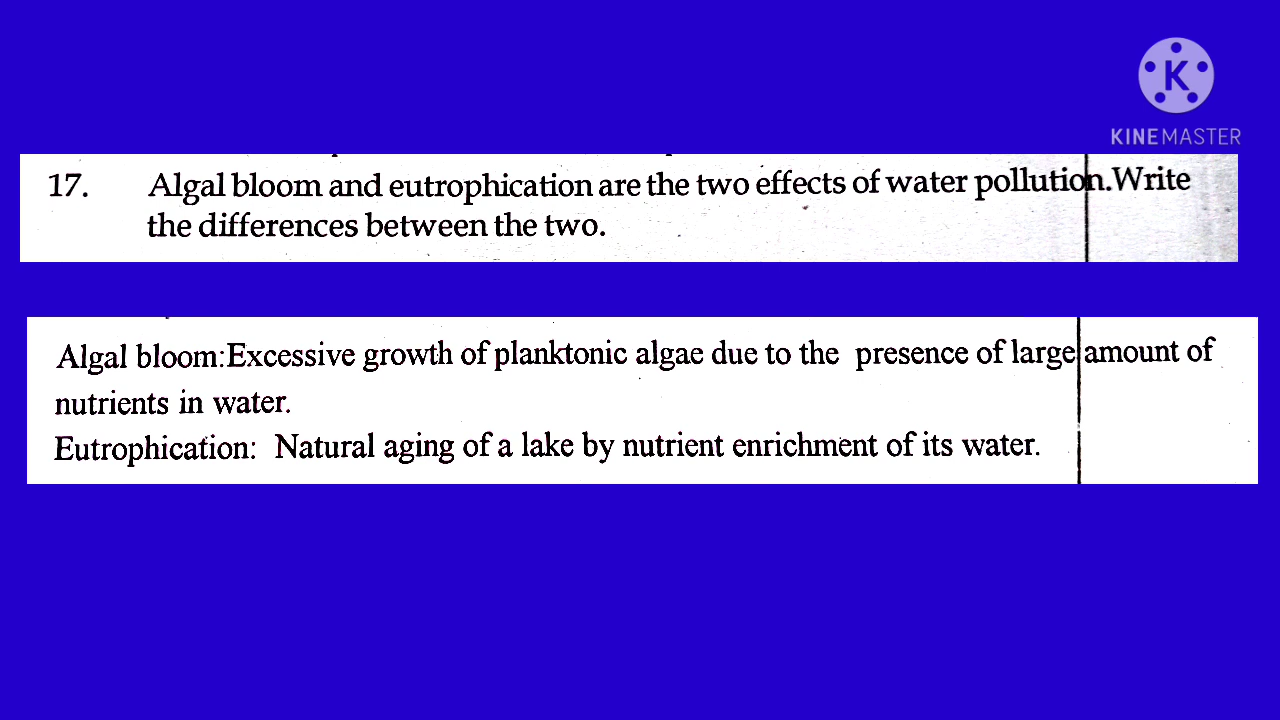 K
KINEMASTER
17. Algal bloom and eutrophication are the two effects of water pollution.Write
the differences between the two.
Algal bloom:Excessive growth of planktonic algae due to the presence of large amount of
nutrients in water.
Eutrophication: Natural aging of a lake by nutrient enrichment of its water.